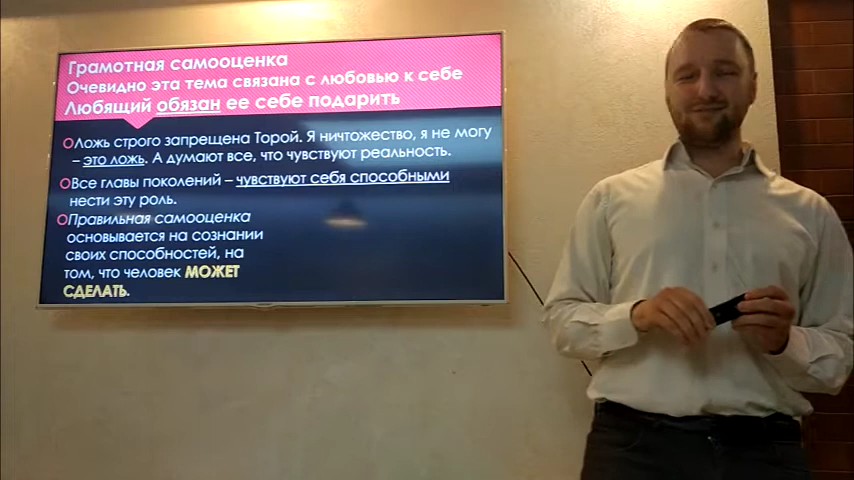 Грамотная самооценка
Очевидно эта тема связана с любовью к себе
Любящий обязан ее себе подарить
Ложь строго запрещена Торой. Я ничтожество, я не могу
– это ложь. А думают все, что чувствуют реальность.
Все главы поколений – чувствуют себя способными
нести эту роль.
Правильная самооценка
основывается на сознании
своих способностей, на
том, что человек МОЖЕТ
СДЕЛАТЬ.